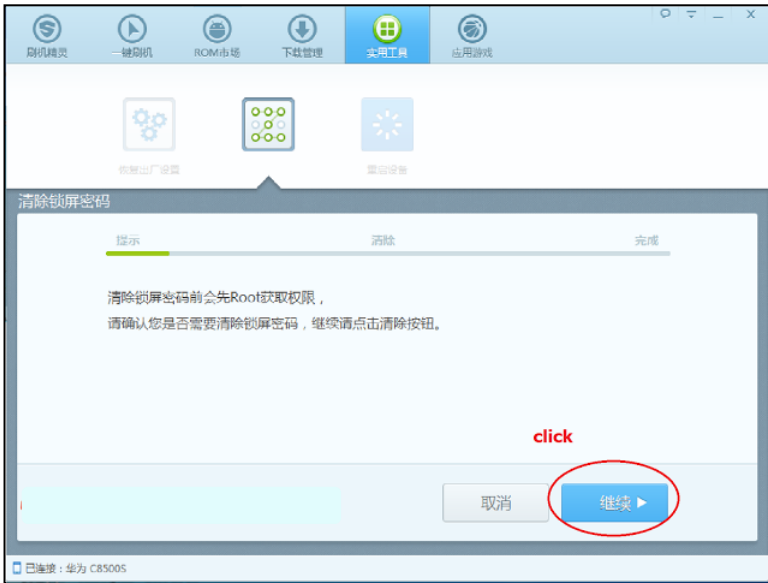 刷机精灵
一键刷机
ROM市场
下载管理
实用工具
应用游戏
恢复出厂设置
重启设备
清除锁屏密码
提示
清除
完成
清除锁屏密码前会先Root获取权限，
请确认您是否需要清除锁屏密码，继续请点击清除按钮。
click
取消
继续
已连接：华为 C8500S